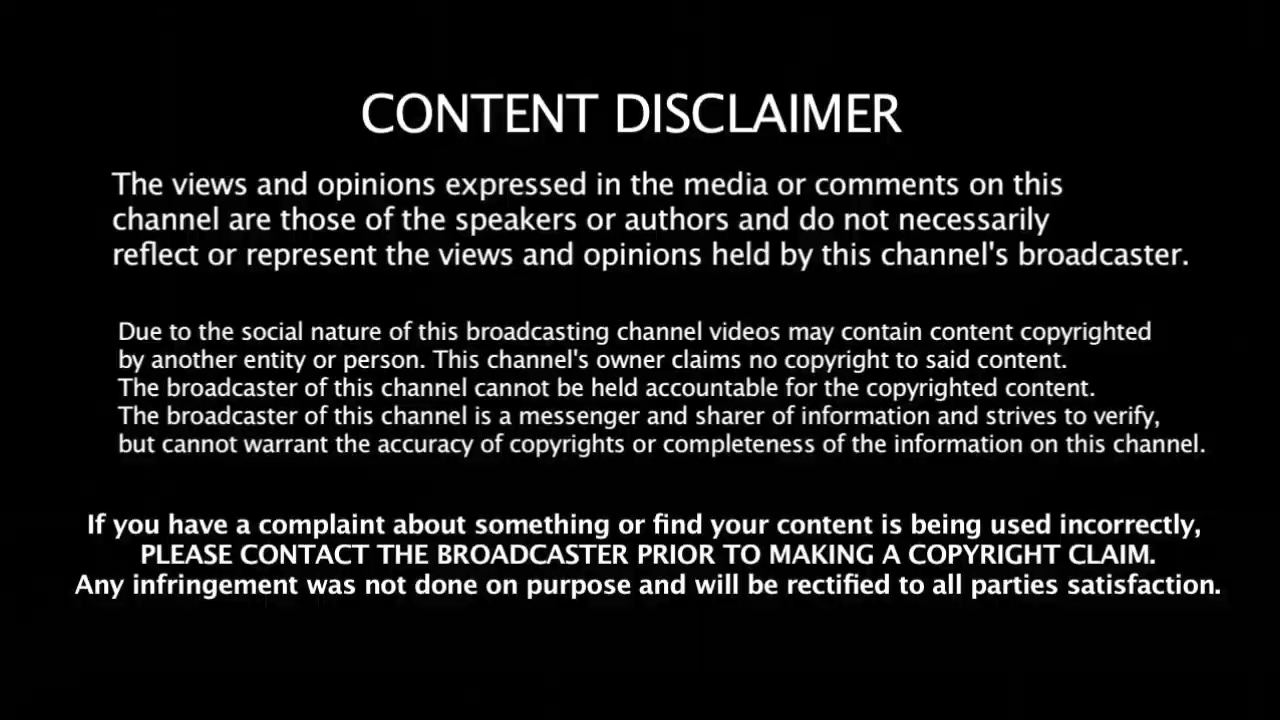 CONTENT DISCLAIMER
The views and opinions expressed in the media or comments on this
channel are those of the speakers or authors and do not necessarily
reflect or represent the views and opinions held by this channel's broadcaster.
Due to the social nature of this broadcasting channel videos may contain content copyrighted
by another entity or person. This channel's owner claims no copyright to said content.
The broadcaster of this channel cannot be held accountable for the copyrighted content.
The broadcaster of this channel is a messenger and sharer of information and strives to verify,
but cannot warrant the accuracy of copyrights or completeness of the information on this channel.
If you have a complaint about something or find your content is being used incorrectly,
PLEASE CONTACT THE BROADCASTER PRIOR TO MAKING A COPYRIGHT CLAIM.
Any infringement was not done on purpose and will be rectified to all parties satisfaction.